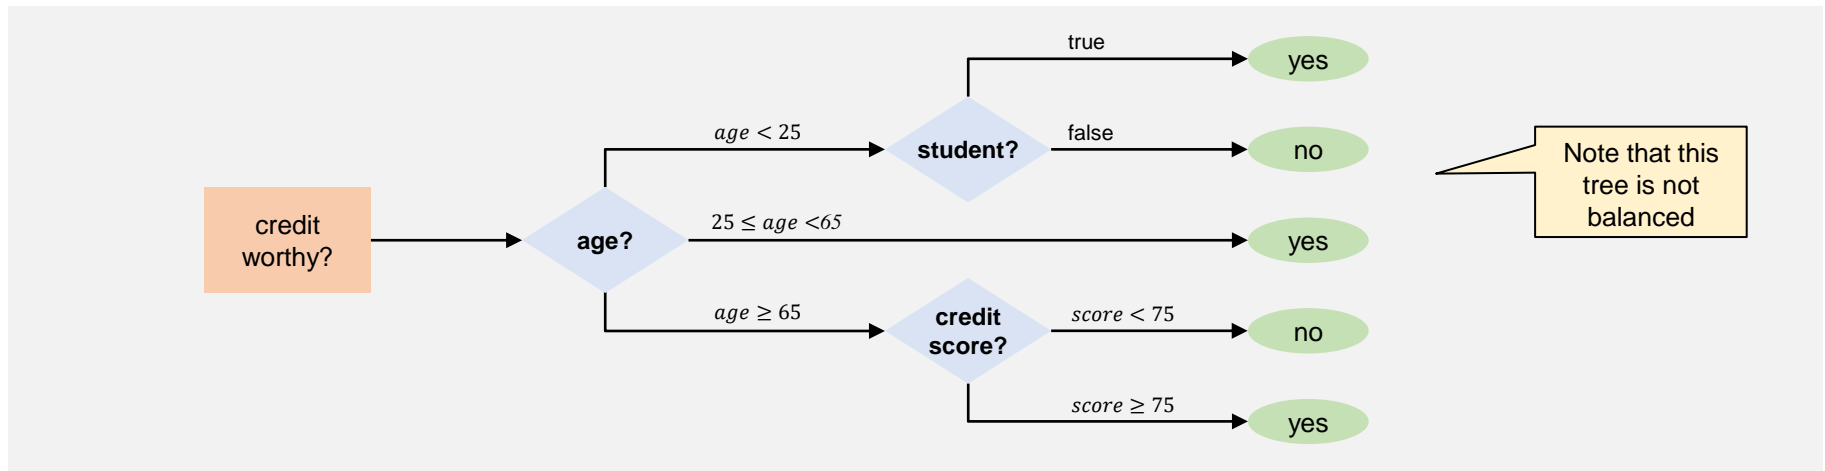 true
yes
age < 25
student?
false
no
Note that this
tree is not
balanced
credit
worthy?
age?
25 ≤ age <65
yes
age ≥ 65
credit
score?
score < 75
no
score ≥ 75
yes